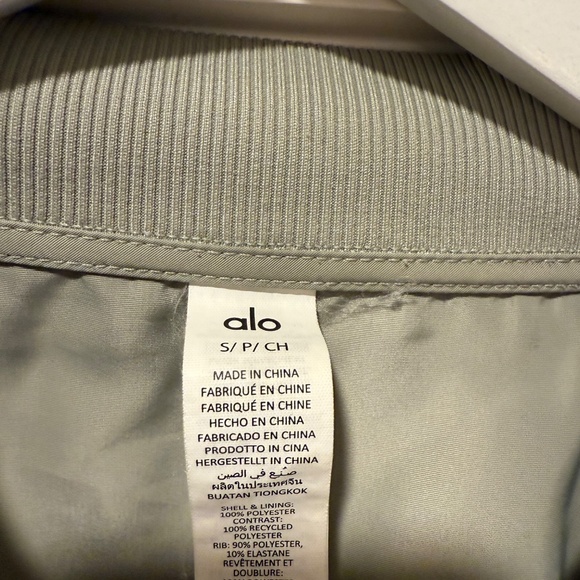 alo
S/ P/ CH
MADE IN CHINA
FABRIQUÉ EN CHINE
FABRIQUÉ EN CHINE
HECHO EN CHINA
FABRICADO EN CHINA
PRODOTTO IN CINA
HERGESTELLT IN CHINA
صُنع في الصين
ผลิตในประเทศจีน
BUATAN TIONGKOK
SHELL & LINING:
100% POLYESTER
CONTRAST:
100% RECYCLED
POLYESTER
RIB: 90% POLYESTER,
10% ELASTANE
REVÊTEMENT ET
DOUBLURE: